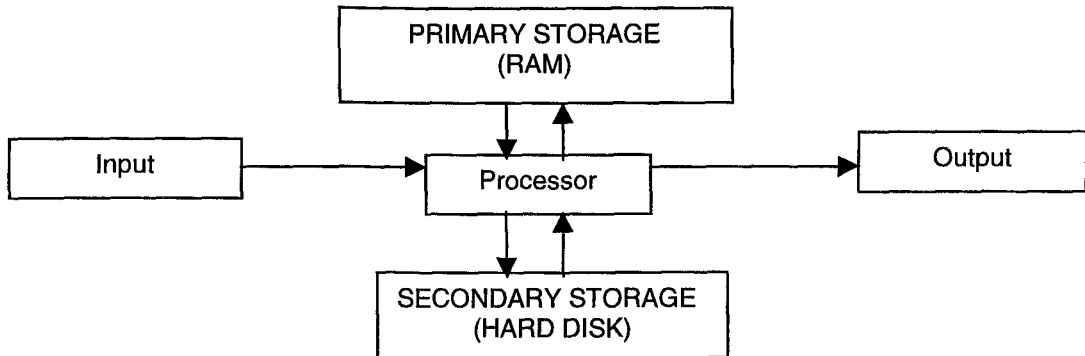 PRIMARY STORAGE
(RAM)
Input
Processor
Output
SECONDARY STORAGE
(HARD DISK)